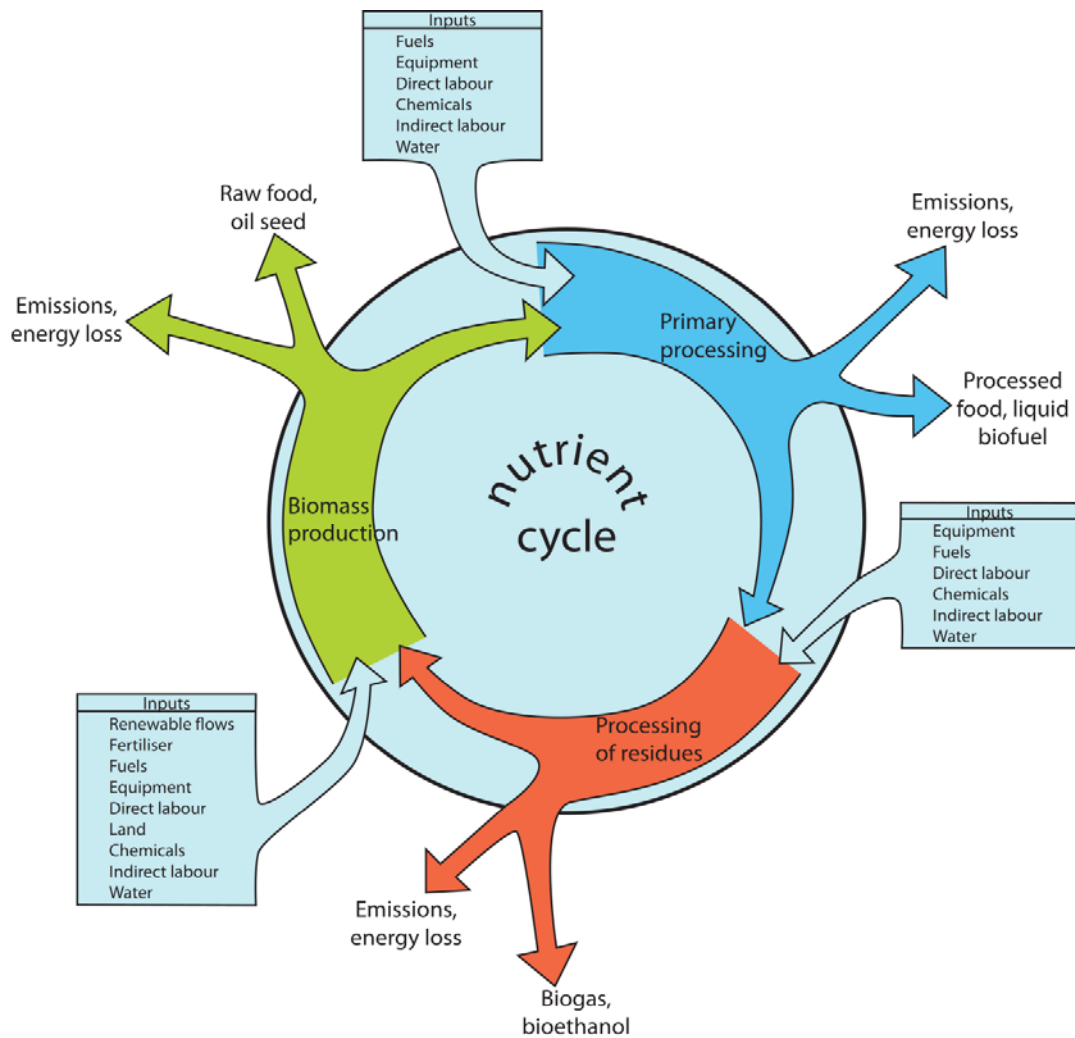 Inputs
Fuels
Equipment
Direct labour
Chemicals
Indirect labour
Water
Raw food,
oil seed
Emissions,
energy loss
Emissions,
energy loss
Primary
processing
Processed
food, liquid
biofuel
nutrient
cycle
Biomass
production
Inputs
Equipment
Fuels
Direct labour
Chemicals
Indirect labour
Water
Inputs
Renewable flows
Fertiliser
Fuels
Equipment
Direct labour
Land
Chemicals
Indirect labour
Water
Processing
of residues
Emissions,
energy loss
Biogas,
bioethanol